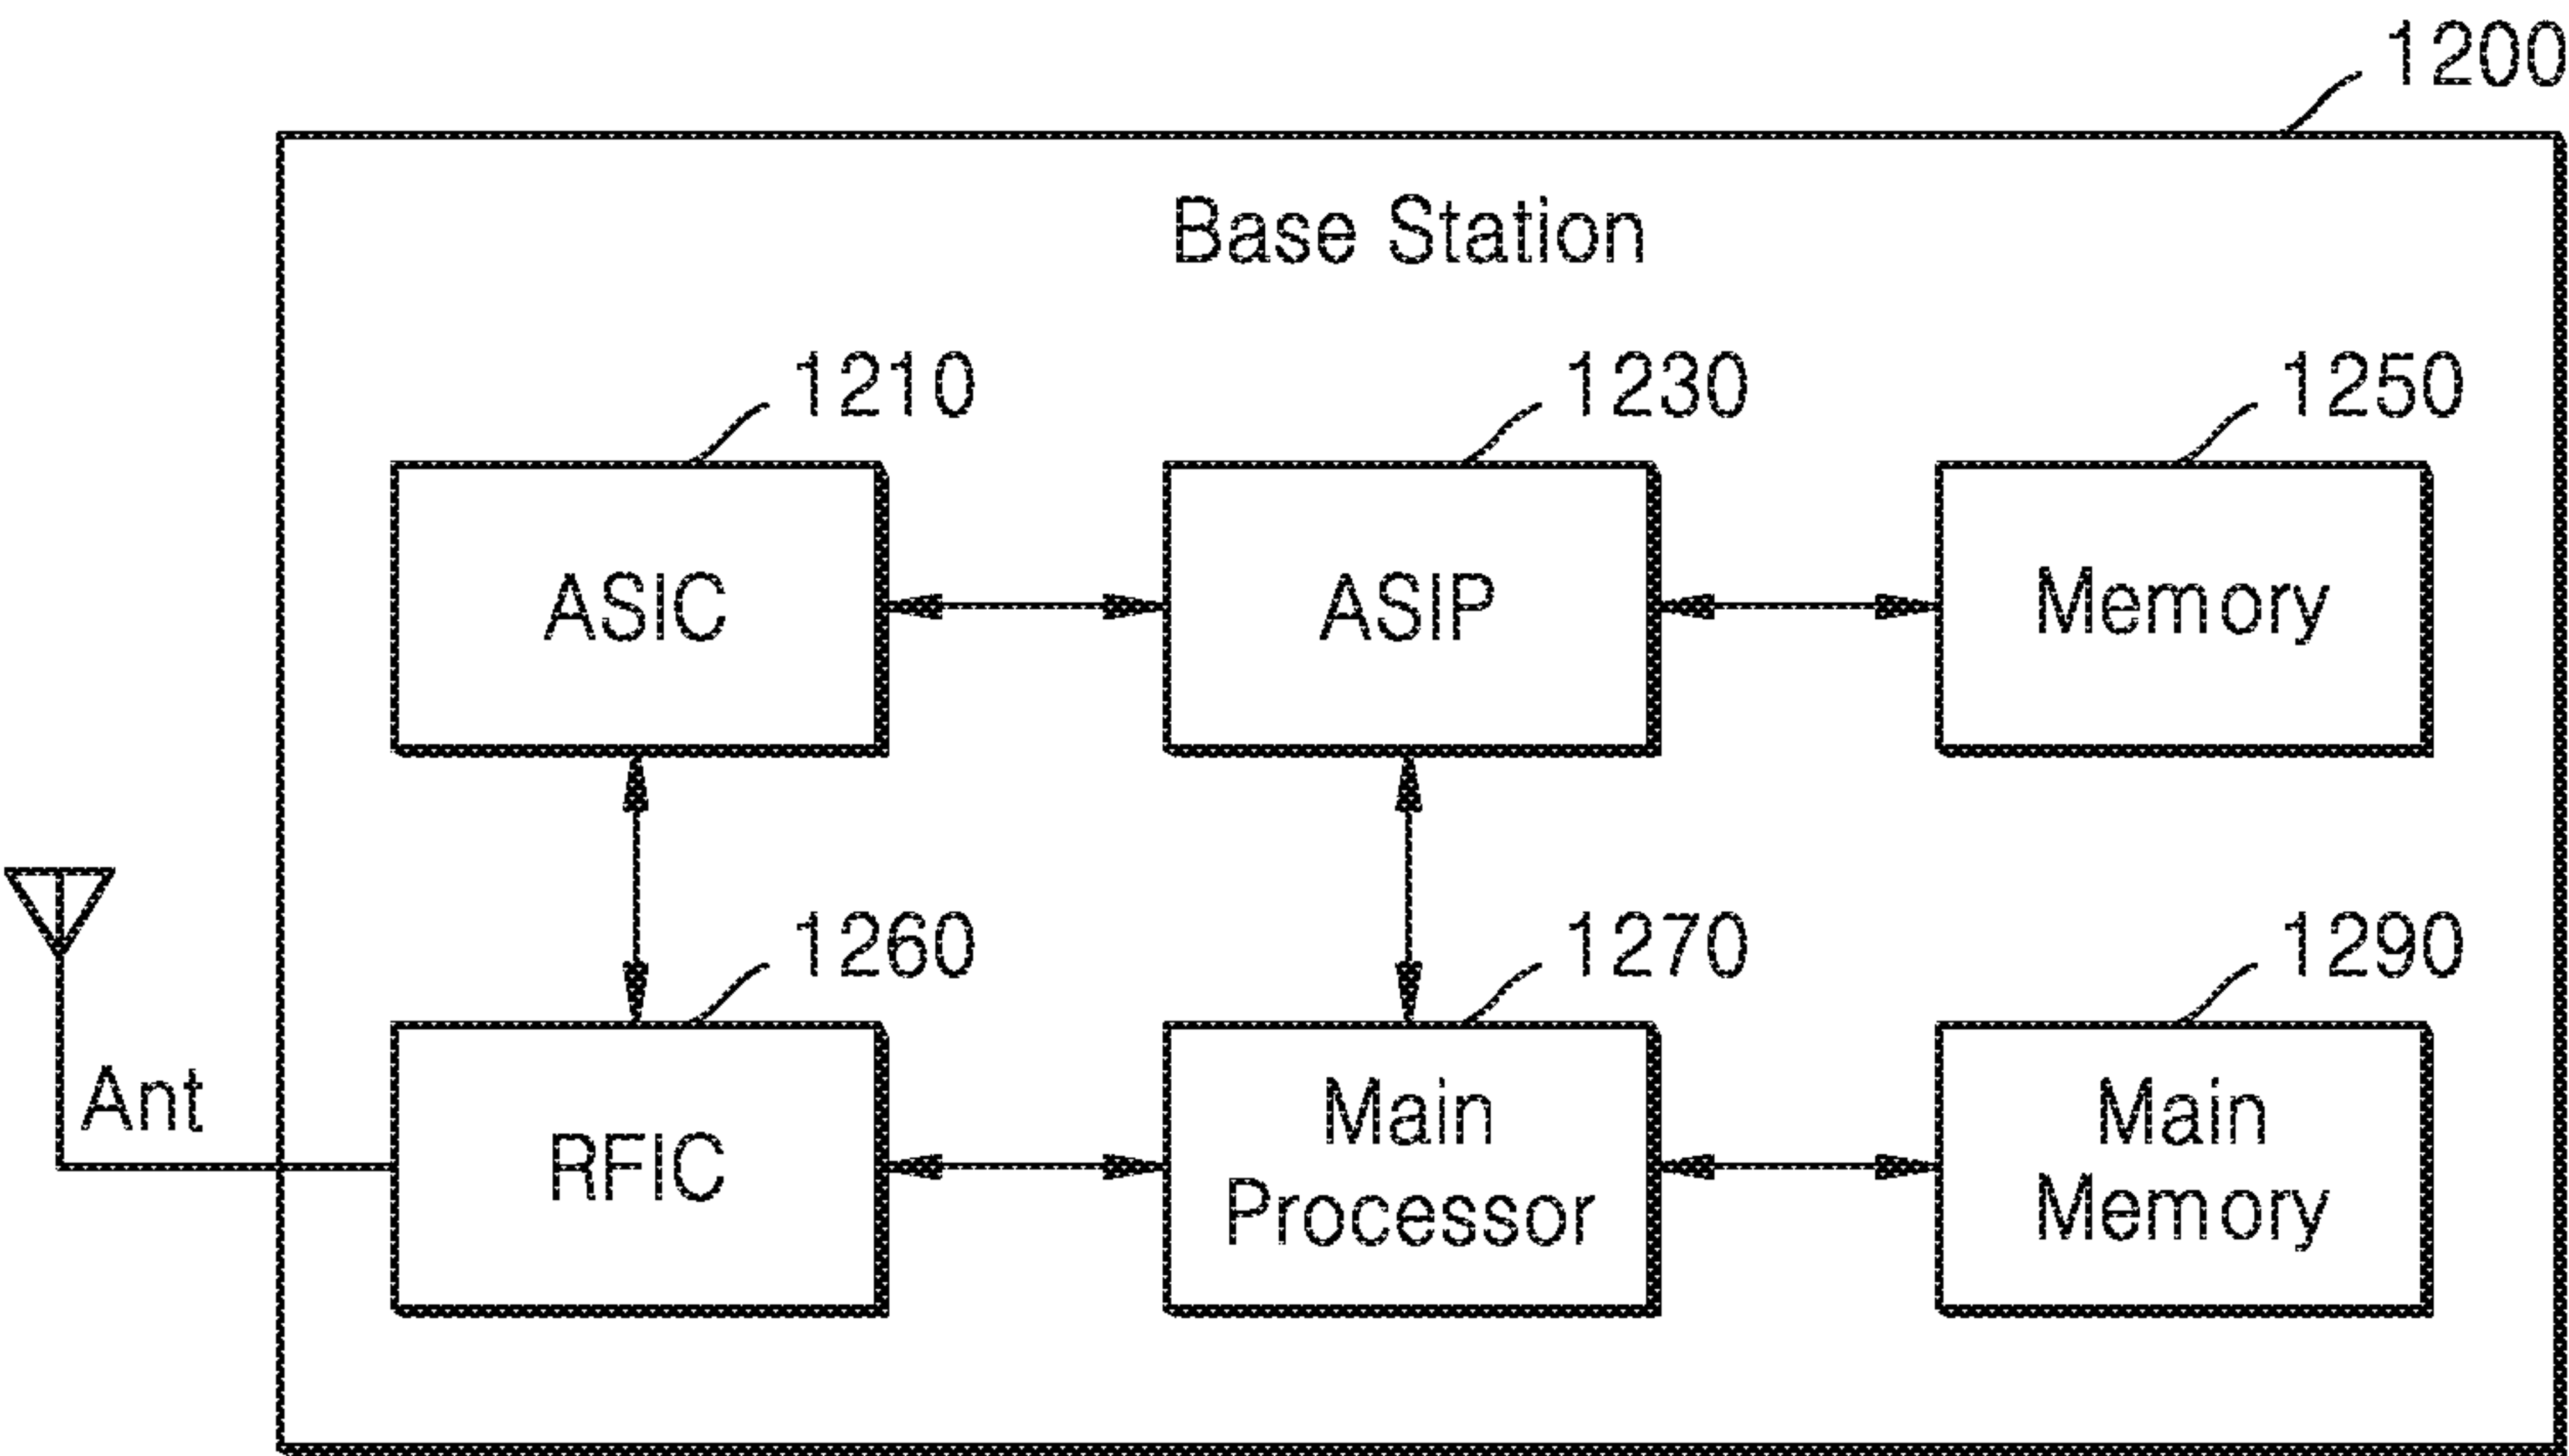 1200
Base Station
1210
1230
1250
ASIC
ASIP
Memory
1260
1270
1290
Ant
RFIC
Main
Processor
Main
Memory